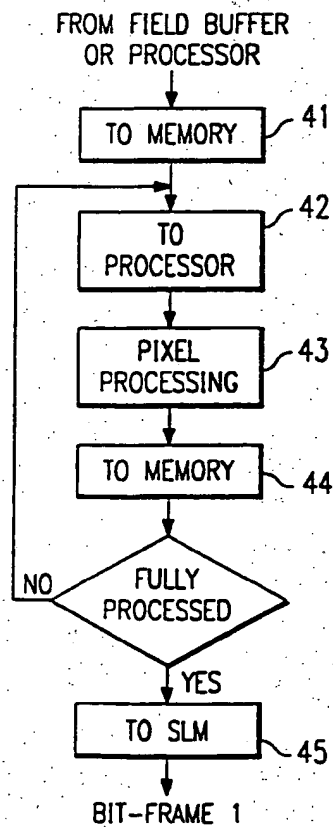 FROM FIELD BUFFER
OR PROCESSOR
TO MEMORY
41
TO
PROCESSOR
42
PIXEL
PROCESSING
43
TO MEMORY
44
FULLY
PROCESSED
NO
YES
TO SLM
45
BIT-FRAME 1